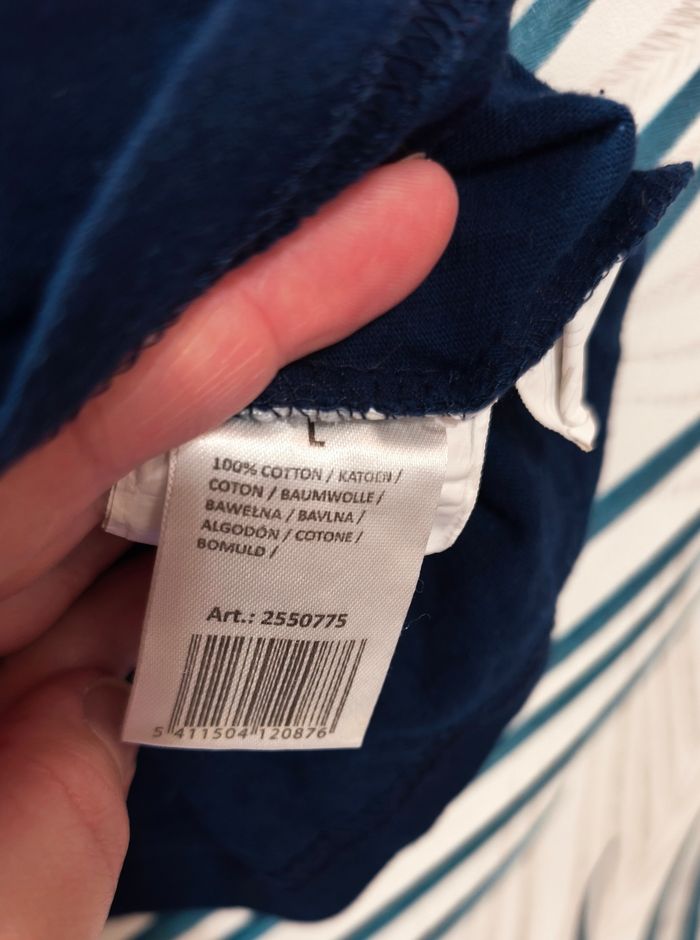 L
100% COTTON / KATOEN /
COTON / BAUMWOLLE /
BAWEŁNA / BAVLNA /
ALGODÓN / COTONE /
BOMULD /
Art.: 2550775
5 411504 120876